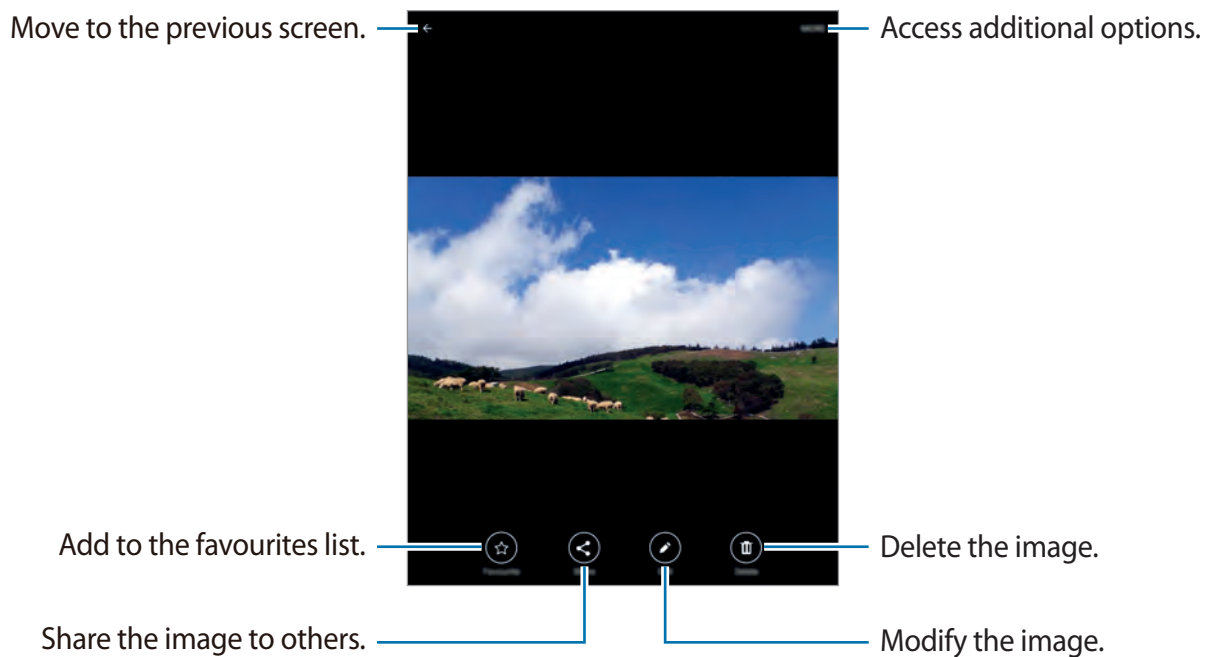 Move to the previous screen.
Access additional options.
Add to the favourites list.
Delete the image.
Share the image to others.
Modify the image.